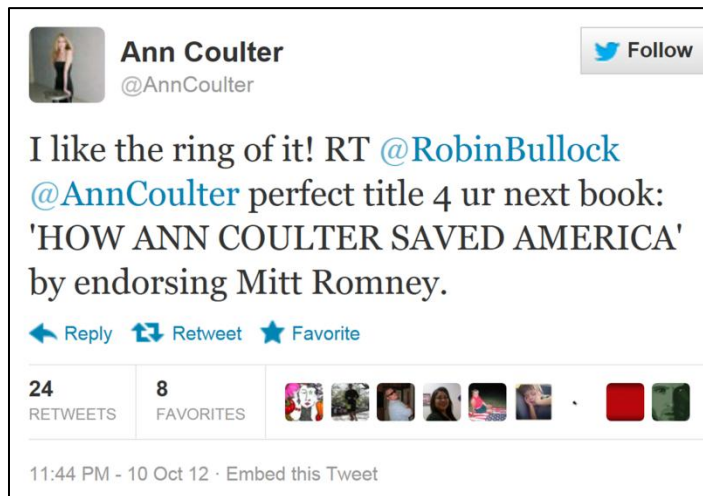 Ann Coulter
@AnnCoulter
Follow
I like the ring of it! RT @RobinBullock
@AnnCoulter perfect title 4 ur next book:
'HOW ANN COULTER SAVED AMERICA'
by endorsing Mitt Romney.
Reply Retweet Favorite
24 8
RETWEETS FAVORITES
11:44 PM - 10 Oct 12 · Embed this Tweet